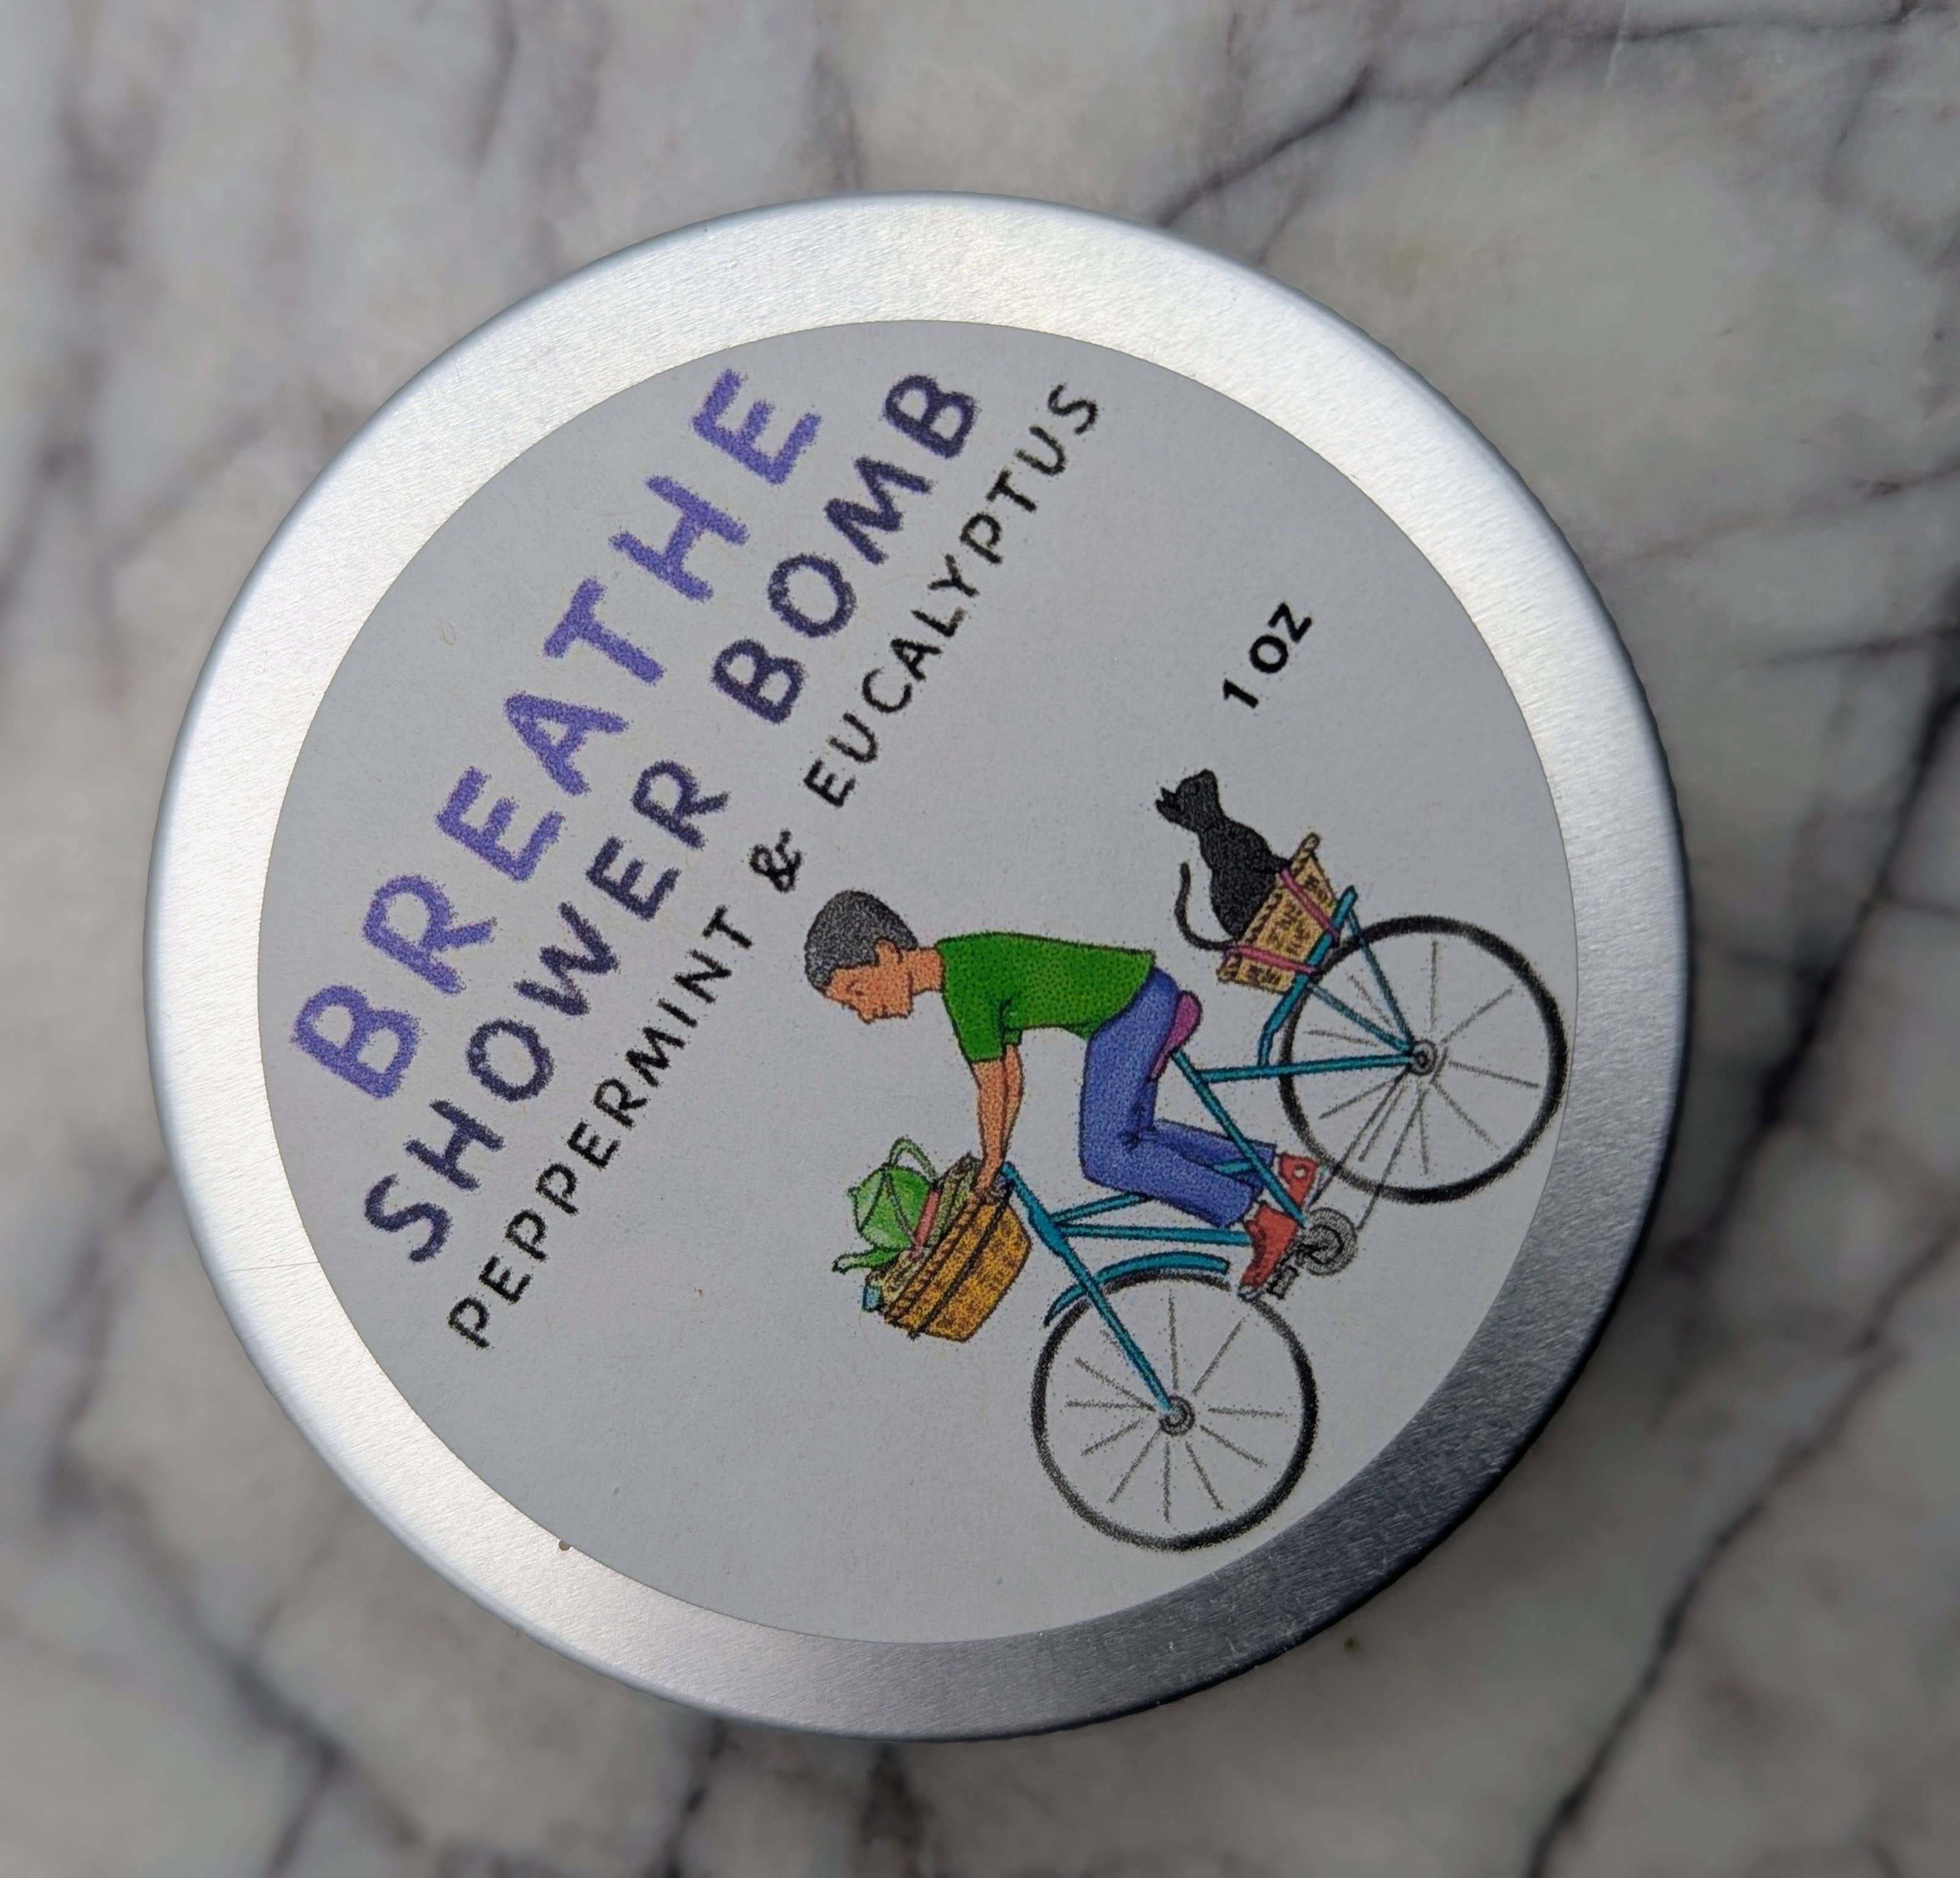 BREATHE
SHOWER BOMB
PEPPERMINT & EUCALYPTUS
1 OZ